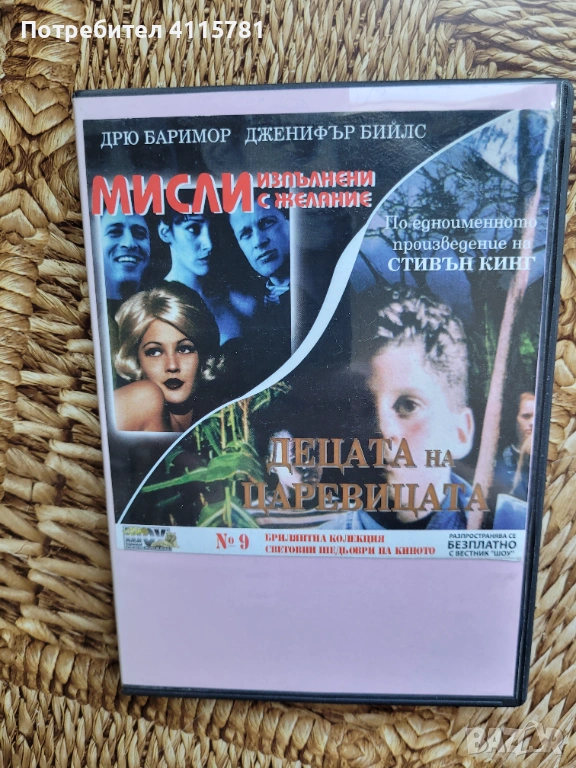 Потребител 4115781
ДРЮ БАРИМОР ДЖЕНИФЪР БИЙЛС
МИСЛИ ИЗПЪЛНЕНИ
С ЖЕЛАНИЕ
По едноименното
произведение на
СТИВЪН КИНГ
ДЕЦАТА НА
ЦАРЕВИЦАТА
№ 9
БРИЛЯНТНА КОЛЕКЦИЯ
СВЕТОВНИ ШЕДЬОВРИ НА КИНОТО
РАЗПРОСТРАНЯВА СЕ
БЕЗПЛАТНО
С ВЕСТНИК "ШОУ"
BAZAR